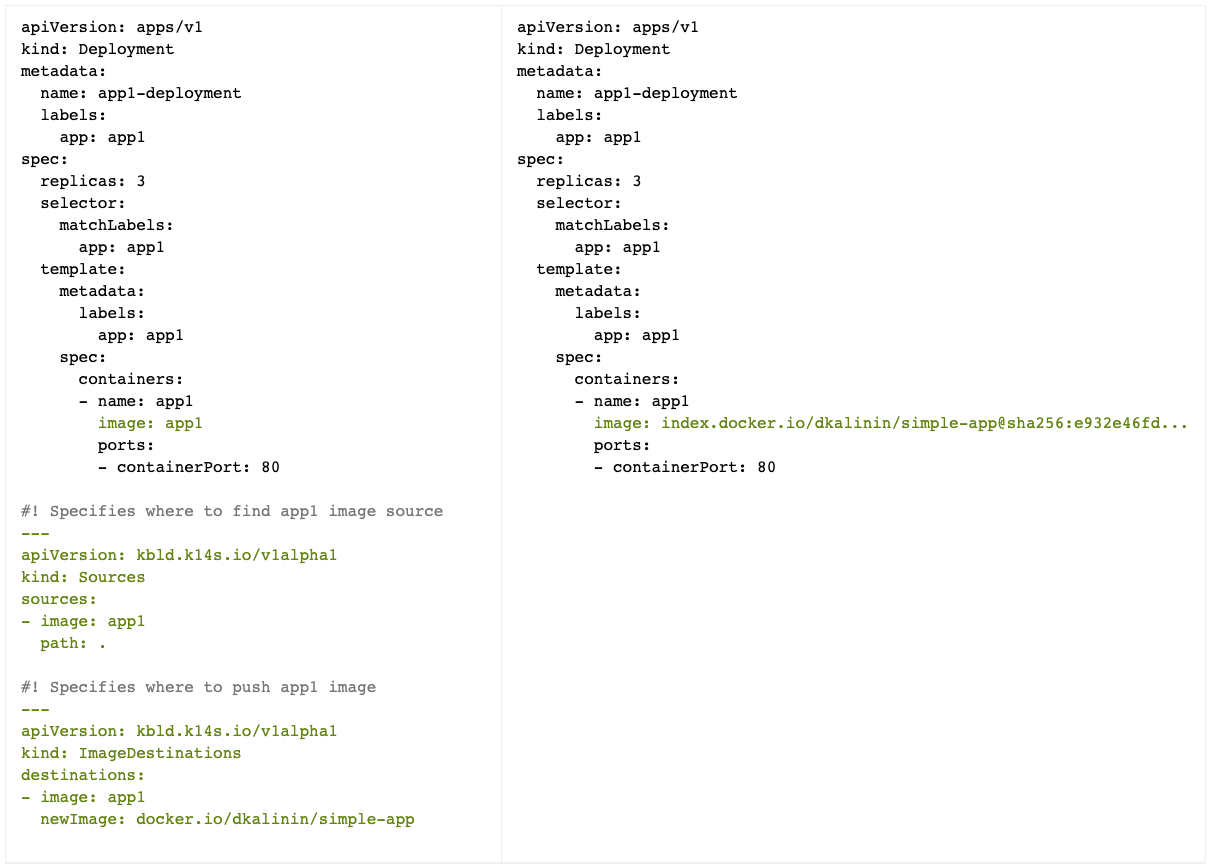 apiVersion: apps/v1
kind: Deployment
metadata:
  name: app1-deployment
  labels:
    app: app1
spec:
  replicas: 3
  selector:
    matchLabels:
      app: app1
  template:
    metadata:
      labels:
        app: app1
    spec:
      containers:
      - name: app1
        image: app1
        ports:
        - containerPort: 80

#! Specifies where to find app1 image source
---
apiVersion: kbld.k14s.io/v1alpha1
kind: Sources
sources:
- image: app1
  path: .

#! Specifies where to push app1 image
---
apiVersion: kbld.k14s.io/v1alpha1
kind: ImageDestinations
destinations:
- image: app1
  newImage: docker.io/dkalinin/simple-app

apiVersion: apps/v1
kind: Deployment
metadata:
  name: app1-deployment
  labels:
    app: app1
spec:
  replicas: 3
  selector:
    matchLabels:
      app: app1
  template:
    metadata:
      labels:
        app: app1
    spec:
      containers:
      - name: app1
        image: index.docker.io/dkalinin/simple-app@sha256:e932e46fd...
        ports:
        - containerPort: 80